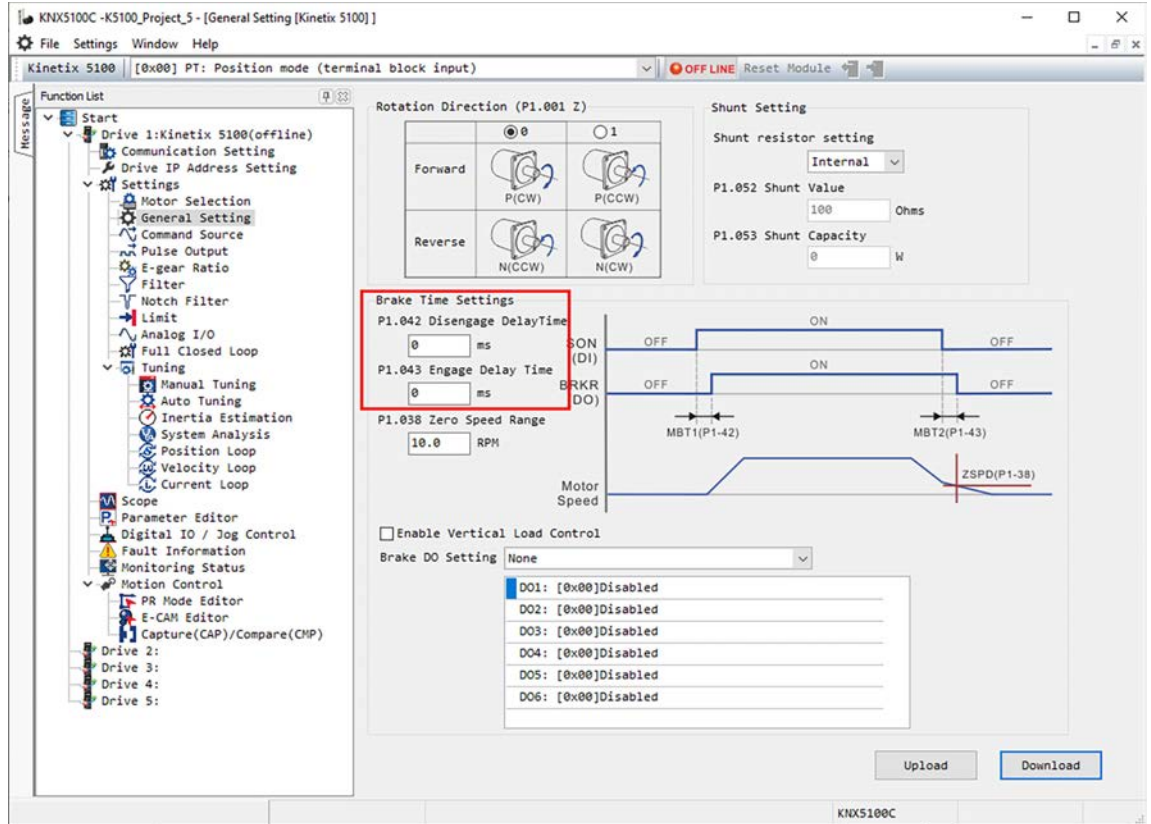 KNX5100C -K5100_Project_5 - [General Setting [Kinetix 5100] ]
File Settings Window Help
Kinetix 5100 [0x00] PT: Position mode (terminal block input) OFF LINE Reset Module
Message
Function List
Start
Drive 1:Kinetix 5100(offline)
Communication Setting
Drive IP Address Setting
Settings
Motor Selection
General Setting
Command Source
Pulse Output
E-gear Ratio
Filter
Notch Filter
Limit
Analog I/O
Full Closed Loop
Tuning
Manual Tuning
Auto Tuning
Inertia Estimation
System Analysis
Position Loop
Velocity Loop
Current Loop
Scope
Parameter Editor
Digital IO / Jog Control
Fault Information
Monitoring Status
Motion Control
PR Mode Editor
E-CAM Editor
Capture(CAP)/Compare(CMP)
Drive 2:
Drive 3:
Drive 4:
Drive 5:
Rotation Direction (P1.001 Z)
0 1
Forward
P(CW) P(CCW)
Reverse
N(CCW) N(CW)
Shunt Setting
Shunt resistor setting
Internal
P1.052 Shunt Value
100 Ohms
P1.053 Shunt Capacity
0 W
Brake Time Settings
P1.042 Disengage DelayTime
0 ms
P1.043 Engage Delay Time
0 ms
P1.038 Zero Speed Range
10.0 RPM
SON
(DI)
OFF ON OFF
BRKR
DO)
OFF ON OFF
MBT1(P1-42) MBT2(P1-43)
Motor
Speed
ZSPD(P1-38)
Enable Vertical Load Control
Brake DO Setting None
DO1: [0x00]Disabled
DO2: [0x00]Disabled
DO3: [0x00]Disabled
DO4: [0x00]Disabled
DO5: [0x00]Disabled
DO6: [0x00]Disabled
Upload Download
KNX5100C